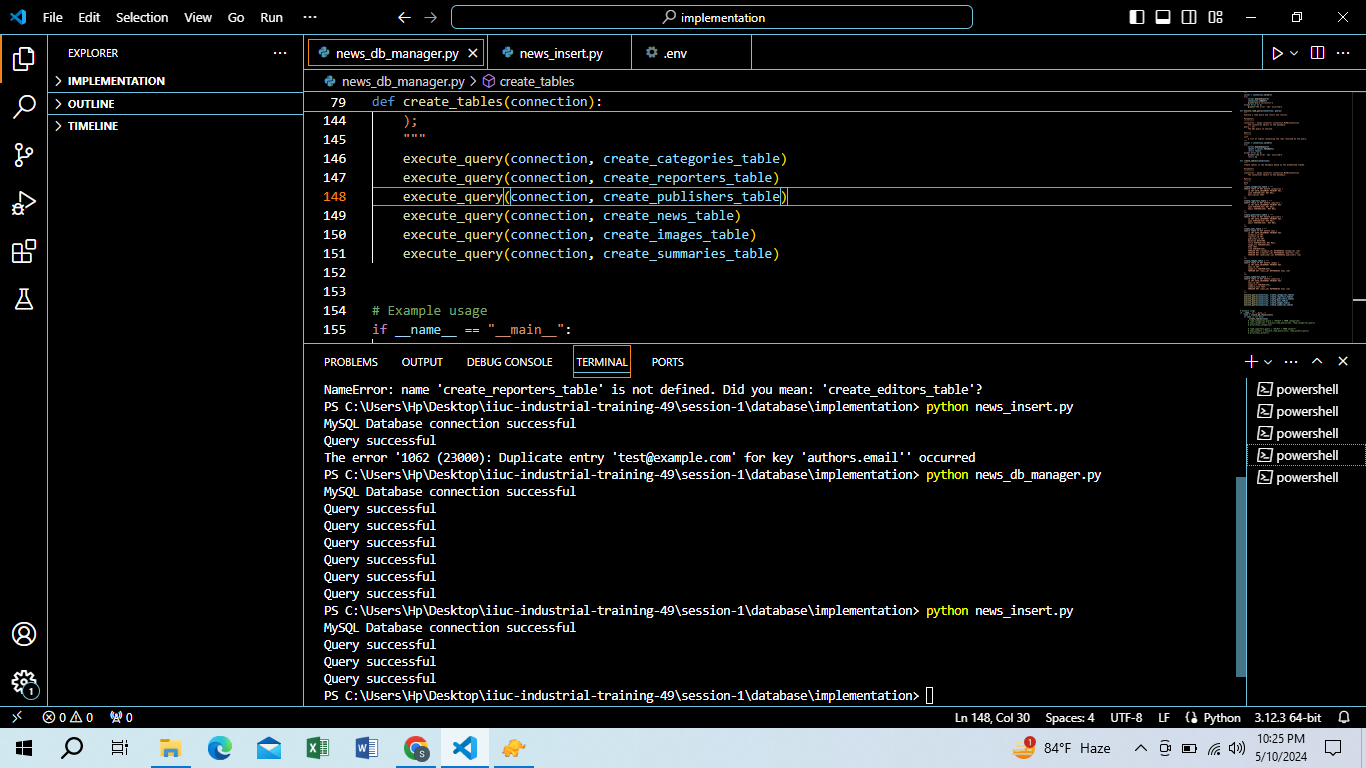 File Edit Selection View Go Run ··· implementation
EXPLORER ···
IMPLEMENTATION
OUTLINE
TIMELINE
news_db_manager.py news_insert.py .env
news_db_manager.py > create_tables
79 def create_tables(connection):
144 );
145 """
146 execute_query(connection, create_categories_table)
147 execute_query(connection, create_reporters_table)
148 execute_query(connection, create_publishers_table)
149 execute_query(connection, create_news_table)
150 execute_query(connection, create_images_table)
151 execute_query(connection, create_summaries_table)
152
153
154 # Example usage
155 if __name__ == "__main__":
PROBLEMS OUTPUT DEBUG CONSOLE TERMINAL PORTS
NameError: name 'create_reporters_table' is not defined. Did you mean: 'create_editors_table'?
PS C:\Users\Hp\Desktop\iiuc-industrial-training-49\session-1\database\implementation> python news_insert.py
MySQL Database connection successful
Query successful
The error '1062 (23000): Duplicate entry 'test@example.com' for key 'authors.email'' occurred
PS C:\Users\Hp\Desktop\iiuc-industrial-training-49\session-1\database\implementation> python news_db_manager.py
MySQL Database connection successful
Query successful
Query successful
Query successful
Query successful
Query successful
Query successful
PS C:\Users\Hp\Desktop\iiuc-industrial-training-49\session-1\database\implementation> python news_insert.py
MySQL Database connection successful
Query successful
Query successful
Query successful
PS C:\Users\Hp\Desktop\iiuc-industrial-training-49\session-1\database\implementation>
powershell
powershell
powershell
powershell
powershell
1
0 0 0 Ln 148, Col 30 Spaces: 4 UTF-8 LF Python 3.12.3 64-bit
1 84°F Haze 10:25 PM
5/10/2024